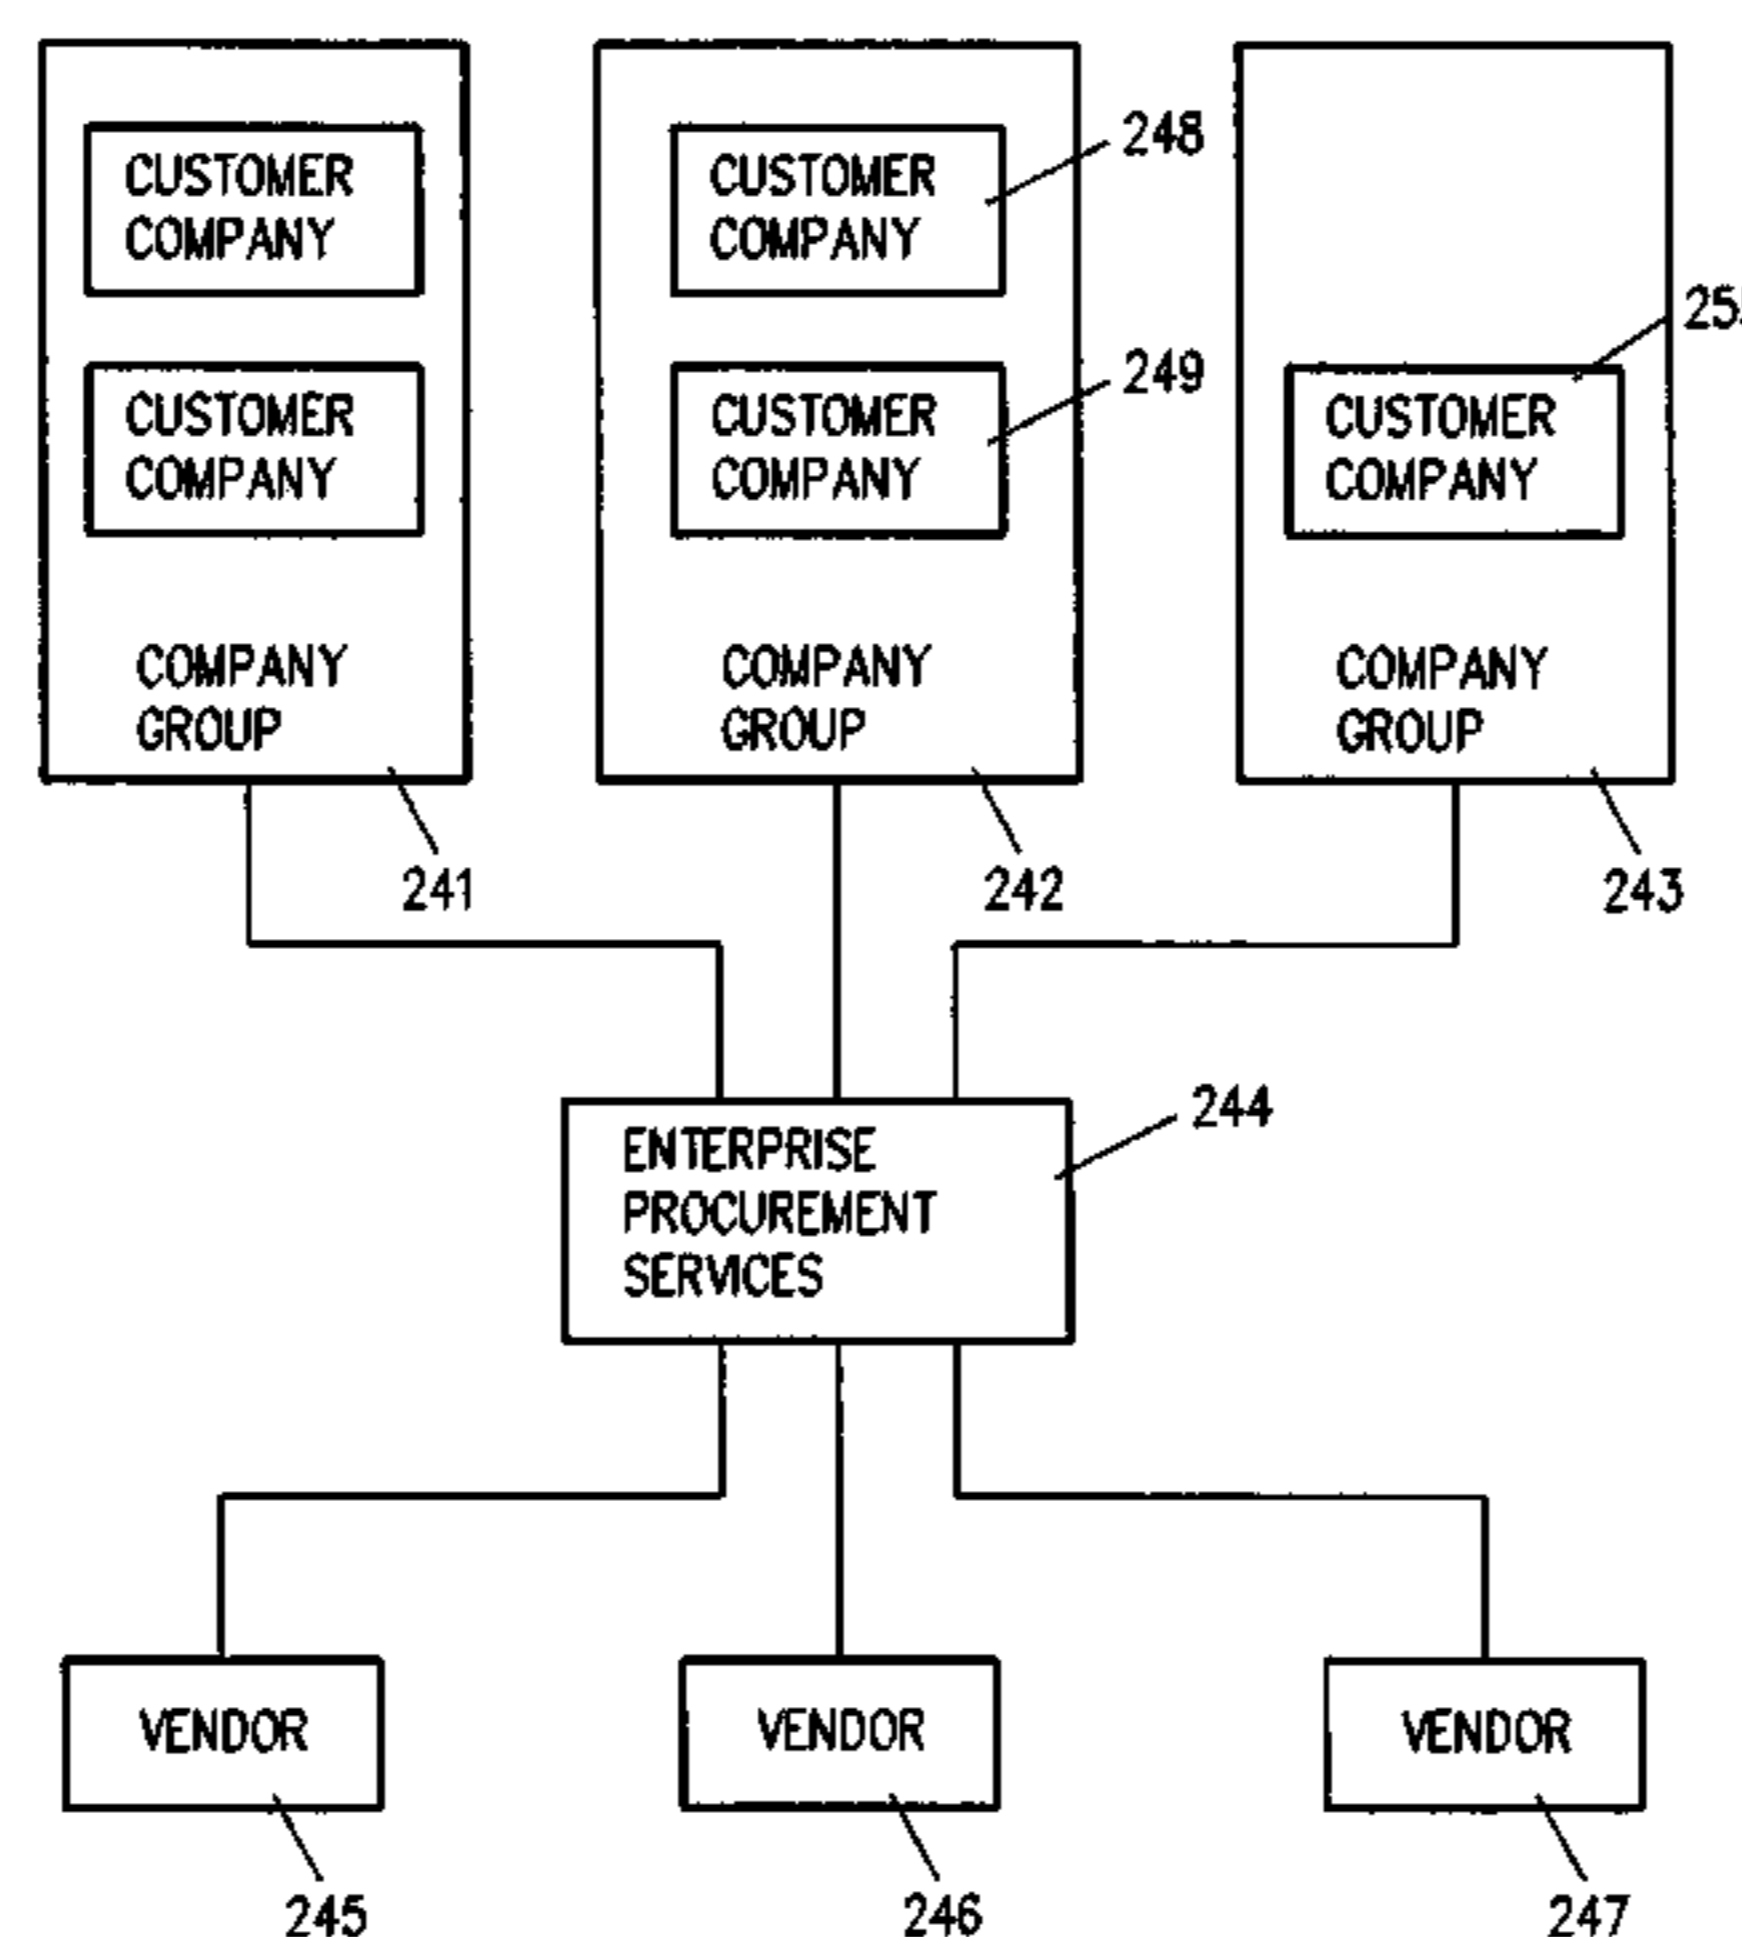 CUSTOMER
COMPANY
CUSTOMER
COMPANY
COMPANY
GROUP
241
CUSTOMER
COMPANY
248
CUSTOMER
COMPANY
249
COMPANY
GROUP
242
CUSTOMER
COMPANY
COMPANY
GROUP
243
ENTERPRISE
PROCUREMENT
SERVICES
244
VENDOR
245
VENDOR
246
VENDOR
247